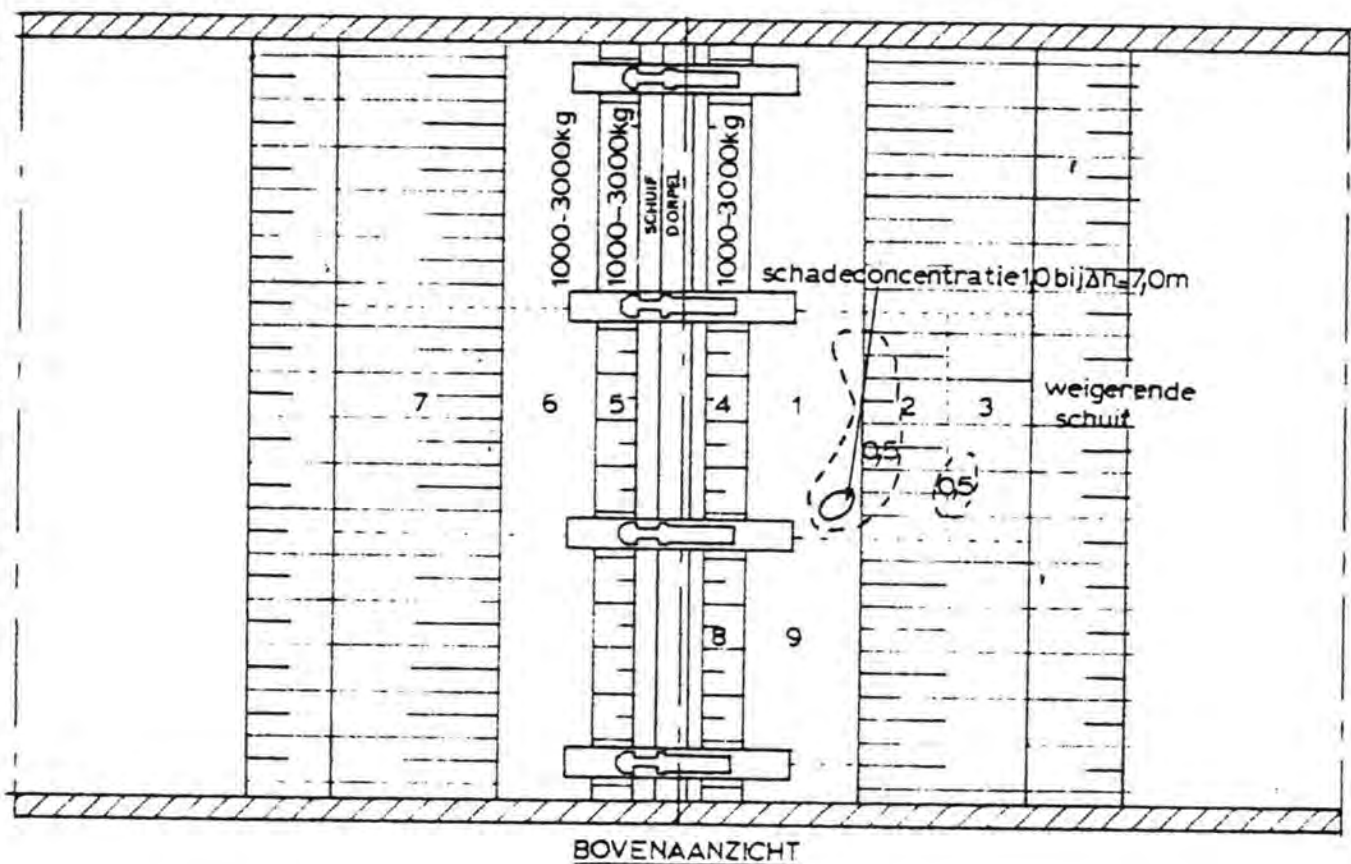 1000-3000kg
1000-3000kg
SCHUIF
DORPEL
1000-3000kg
schadeconcentratie 1,0 bij Δh=7,0m
weigerende
schuif
7
6
5
4
1
2
3
0,5
0,5
8
9
BOVENAANZICHT